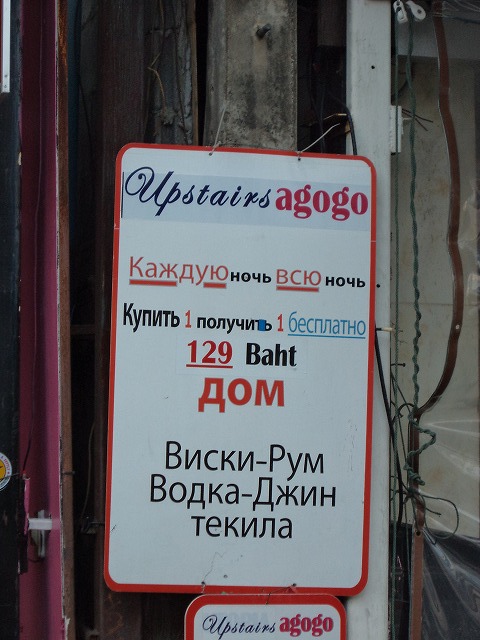 Upstairs agogo
Каждую ночь всю ночь.
Купить 1 получить 1 бесплатно
129 Baht
дом
Виски-Рум
Водка-Джин
текила
Upstairs agogo